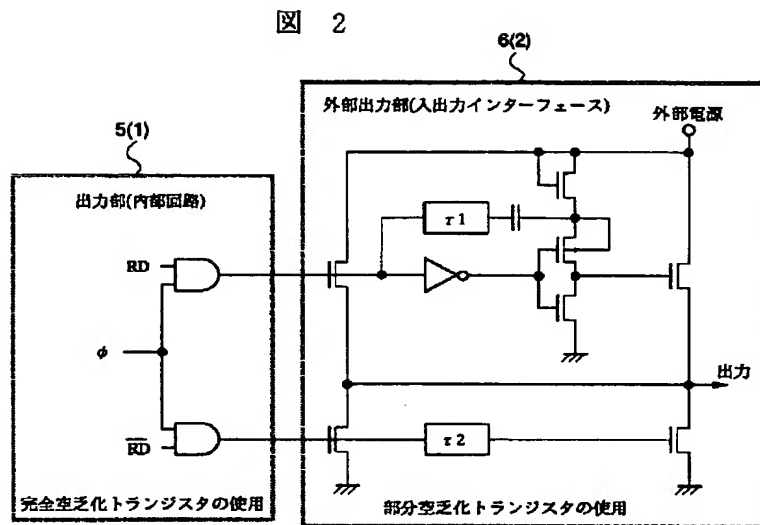 図 2
6(2)
5(1)
外部出力部(入出力インターフェース)
外部電源
出力部(内部回路)
τ1
RD
φ
出力
R̅D̅
τ2
完全空乏化トランジスタの使用
部分空乏化トランジスタの使用